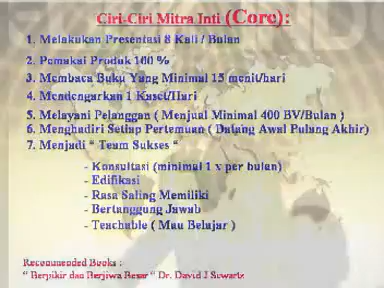 Ciri-Ciri Mitra Inti (Core):
1. Melakukan Presentasi 8 Kali / Bulan
2. Pemakai Produk 100 %
3. Membaca Buku Yang Minimal 15 menit/hari
4. Mendengarkan 1 Kaset/Hari
5. Melayani Pelanggan ( Menjual Minimal 400 BV/Bulan )
6. Menghadiri Setiap Pertemuan ( Datang Awal Pulang Akhir)
7. Menjadi “ Team Sukses “
- Konsultasi (minimal 1 x per bulan)
- Edifikasi
- Rasa Saling Memiliki
- Bertanggung Jawab
- Teachable ( Mau Belajar )
Recommended Books :
“ Berpikir dan Berjiwa Besar “ Dr. David J Swartz